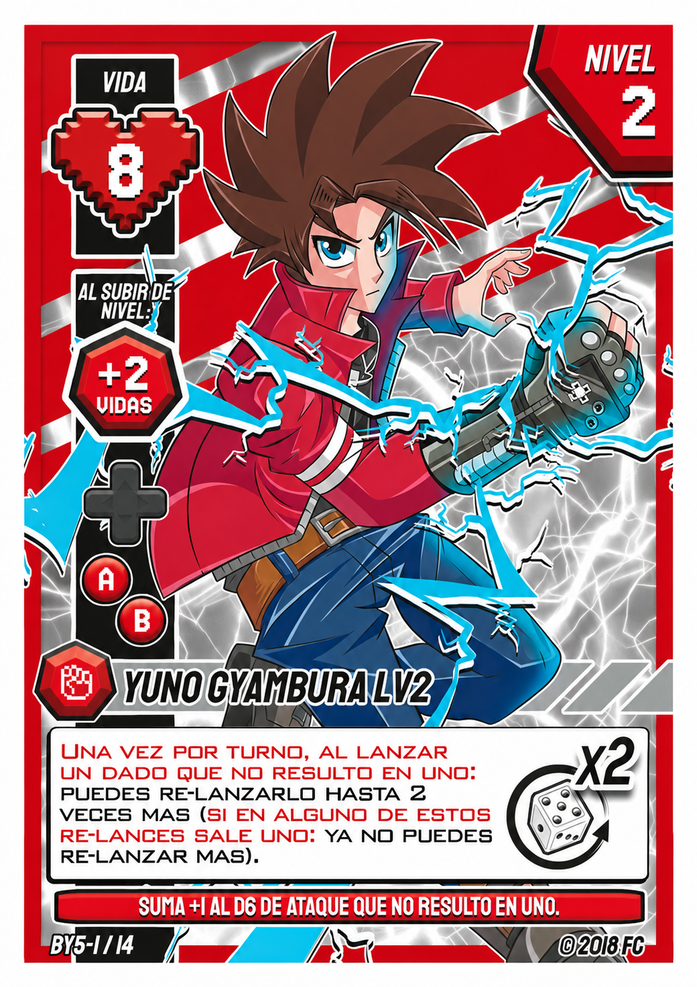 VIDA
8
NIVEL
2
AL SUBIR DE
NIVEL:
+2
VIDAS
A
B
YUNO GYAMBURA LV2
UNA VEZ POR TURNO, AL LANZAR
UN DADO QUE NO RESULTO EN UNO:
PUEDES RE-LANZARLO HASTA 2
VECES MAS (SI EN ALGUNO DE ESTOS
RE-LANCES SALE UNO: YA NO PUEDES
RE-LANZAR MAS).
X2
SUMA +1 AL D6 DE ATAQUE QUE NO RESULTO EN UNO.
BY5-1/14
© 2018 FC